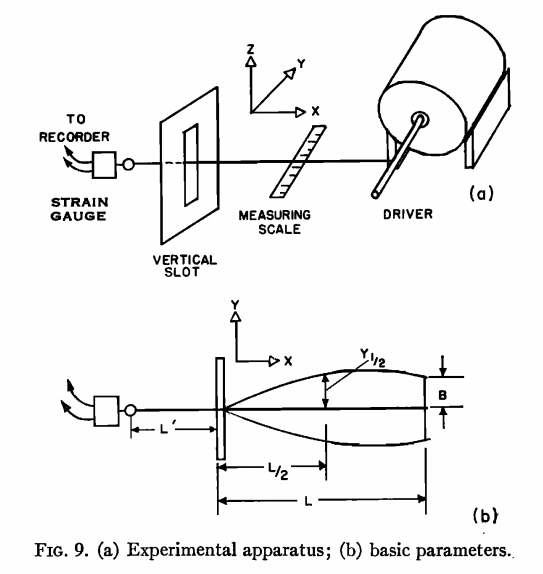 Z
Y
X
TO
RECORDER
STRAIN
GAUGE
VERTICAL
SLOT
MEASURING
SCALE
DRIVER
(a)
Y
X
Y1/2
B
L'
L/2
L
(b)
FIG. 9. (a) Experimental apparatus; (b) basic parameters.